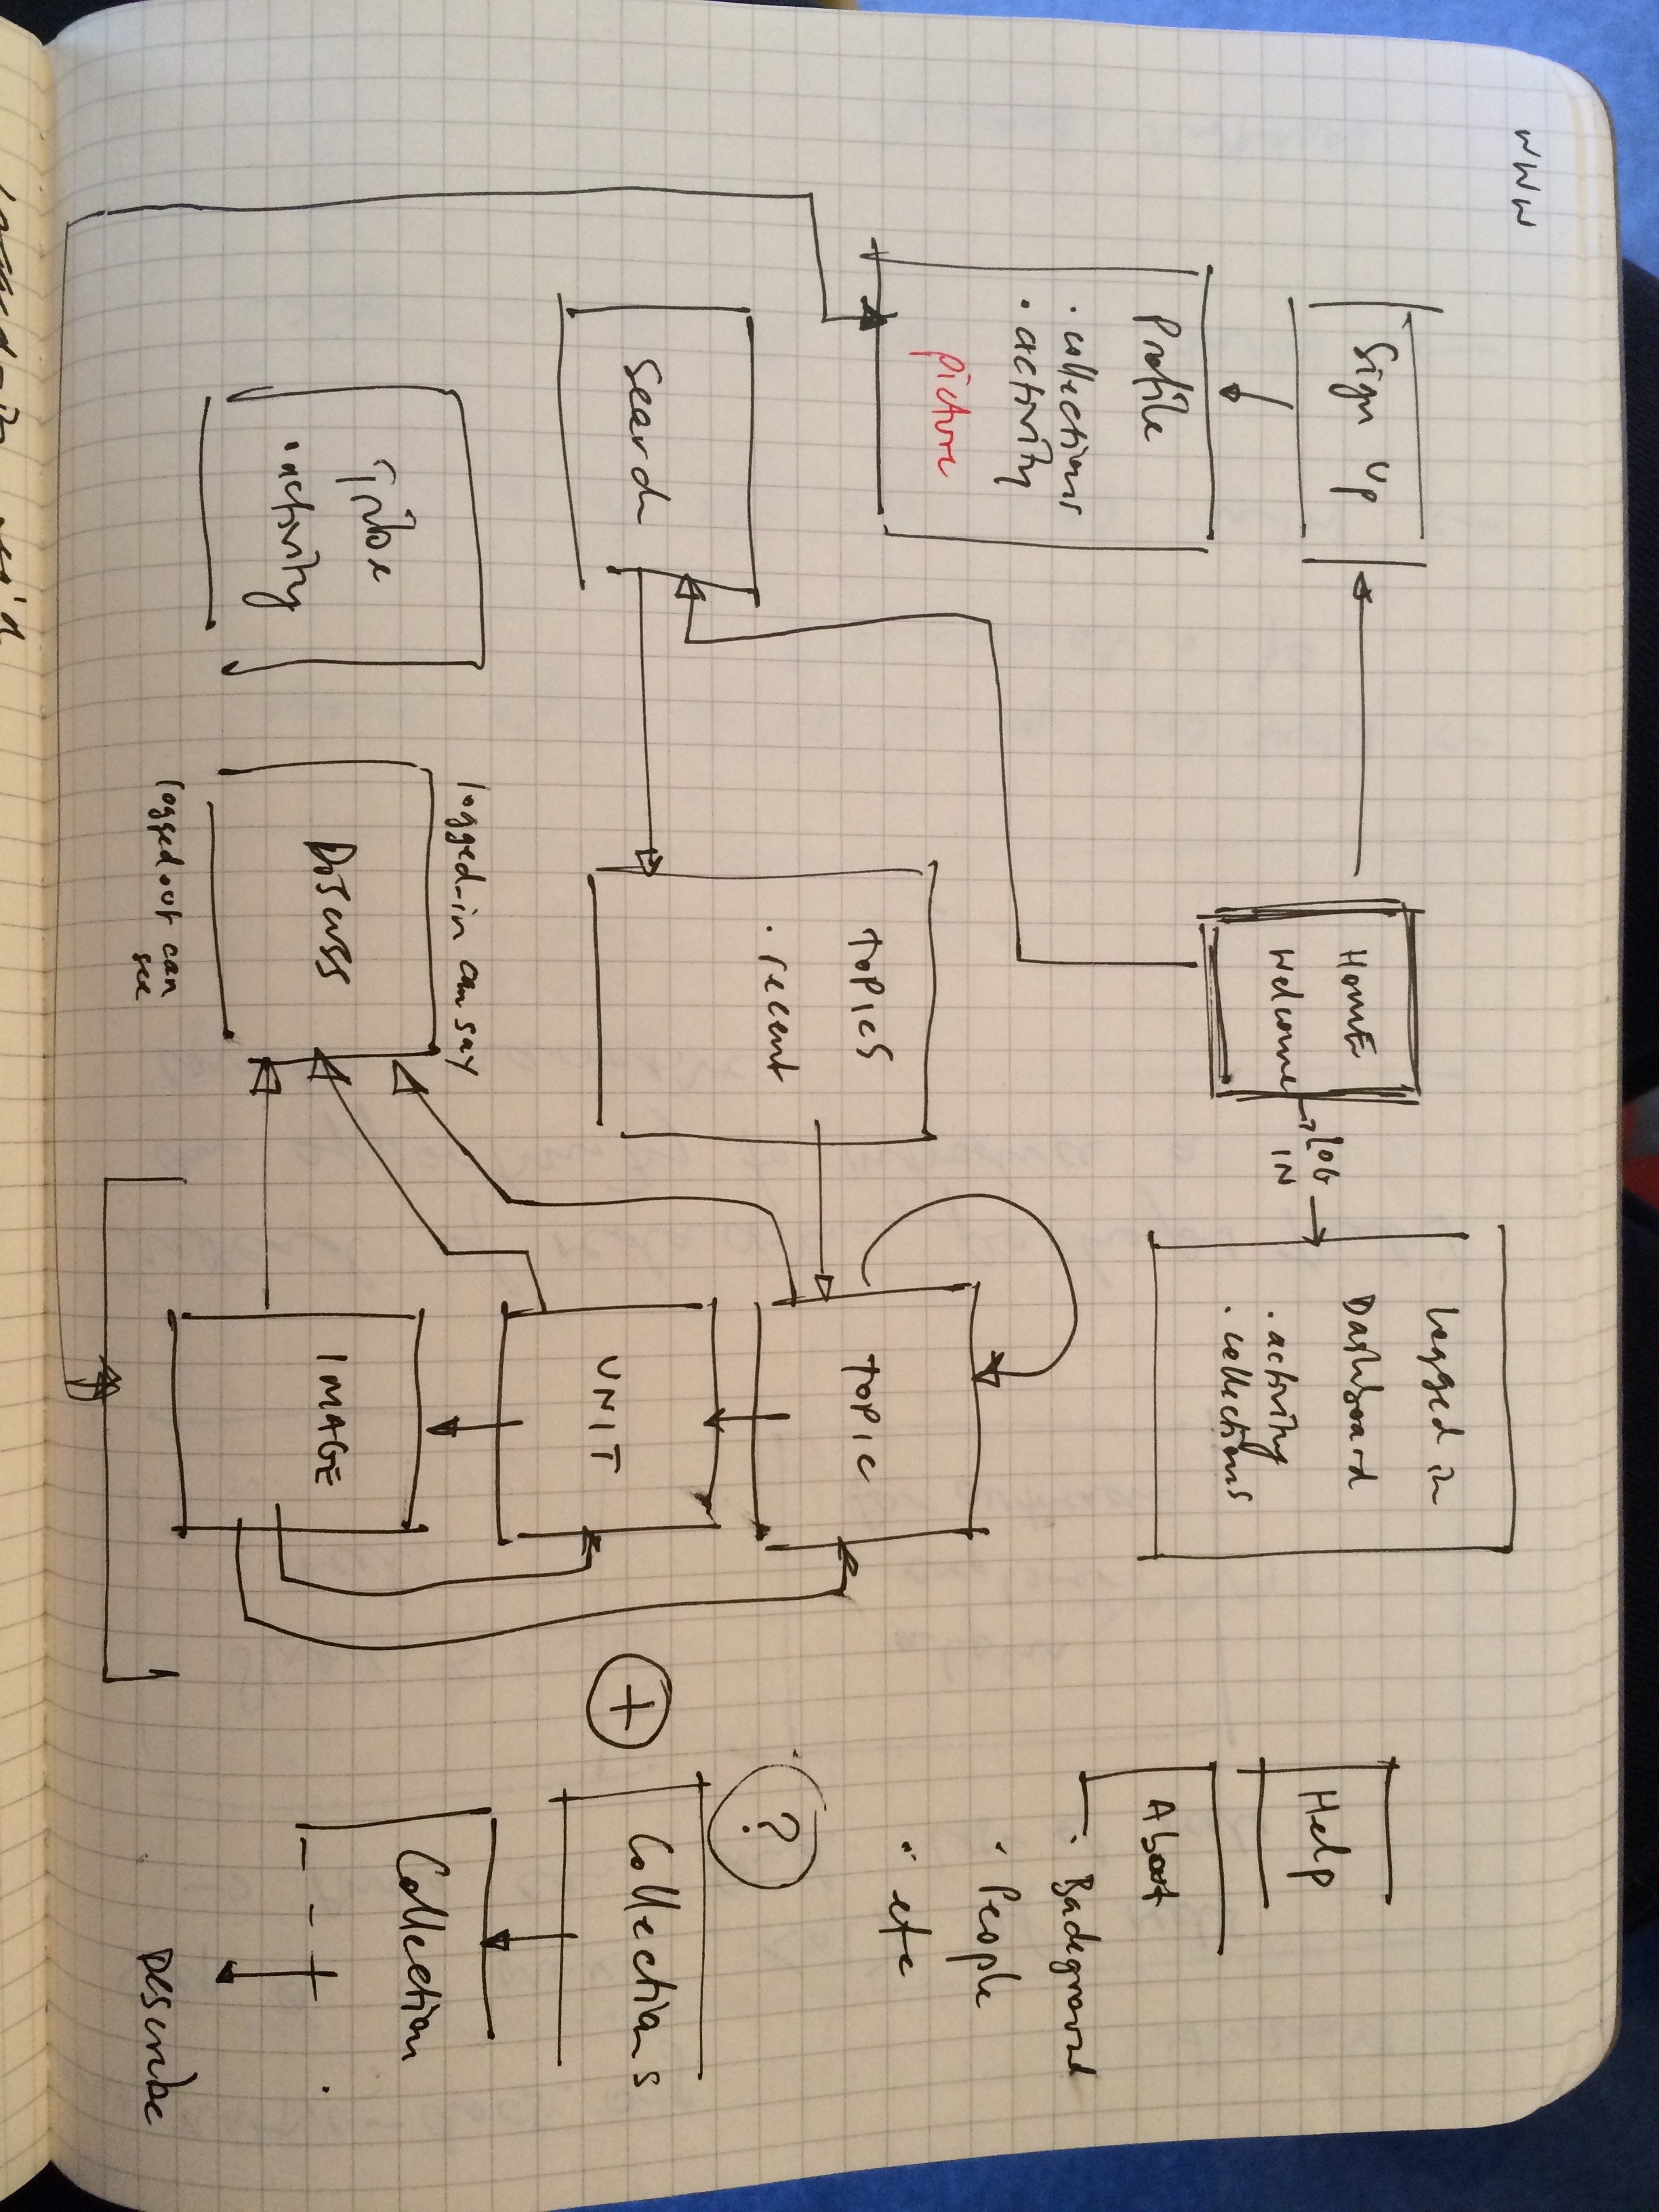 www
Sign Up
HOME
Welcome
LOG
IN
Logged in
Dashboard
. activity
. collections
Help
About
. Background
. People
. etc
Profile
. collections
. activity
picture
Search
TOPICS
. recent
TOPIC
UNIT
IMAGE
+
?
Collections
Collection
Describe
. activity
logged-in can say
DISCUSS
logged out can
see